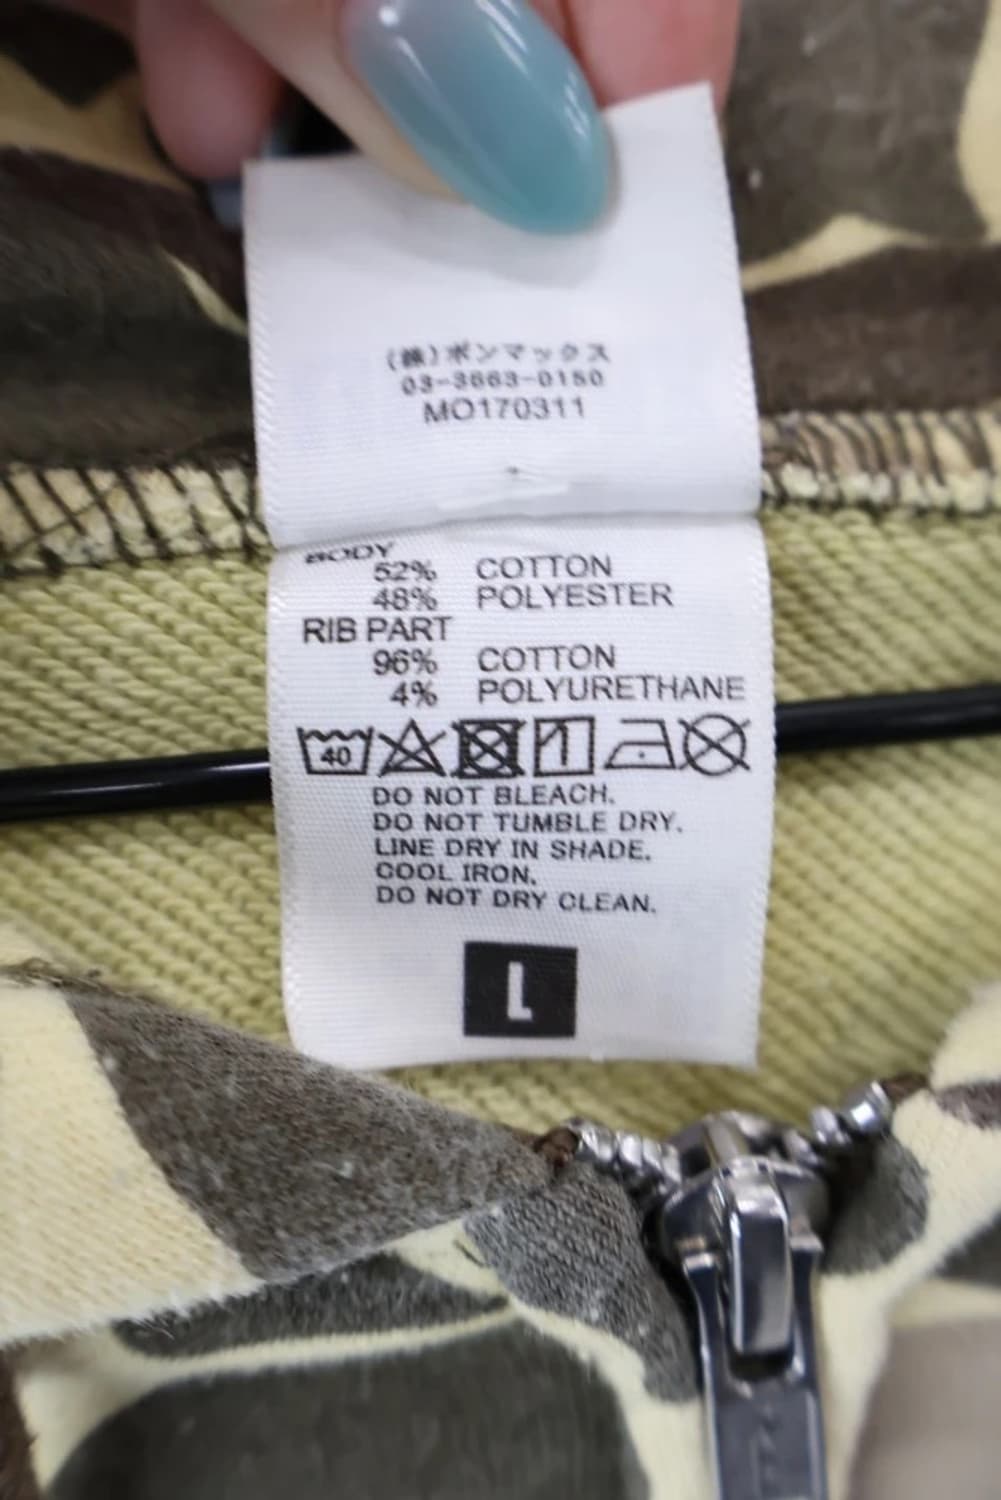 (株)ボンマックス
03-3663-0150
MO170311
BODY
52% COTTON
48% POLYESTER
RIB PART
96% COTTON
4% POLYURETHANE
40
DO NOT BLEACH.
DO NOT TUMBLE DRY.
LINE DRY IN SHADE.
COOL IRON.
DO NOT DRY CLEAN.
L